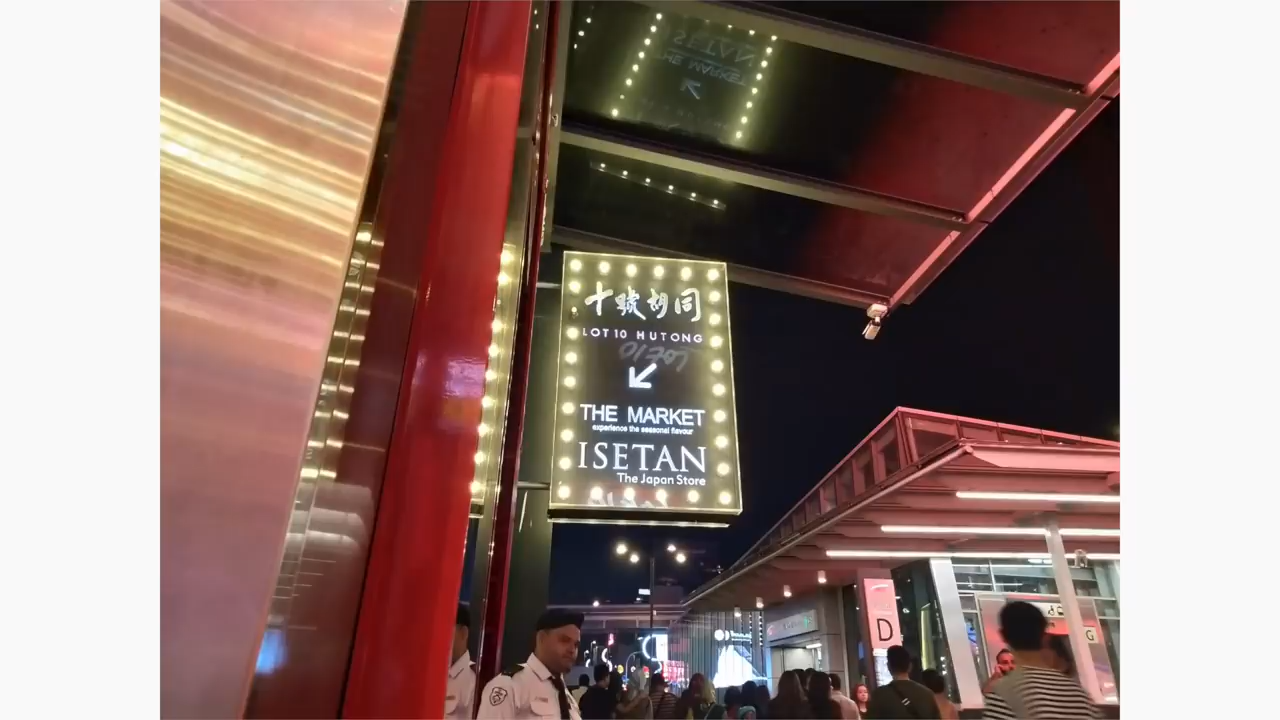 十號胡同
LOT 10 HUTONG
THE MARKET
experience the seasonal flavour
ISETAN
The Japan Store
D
G